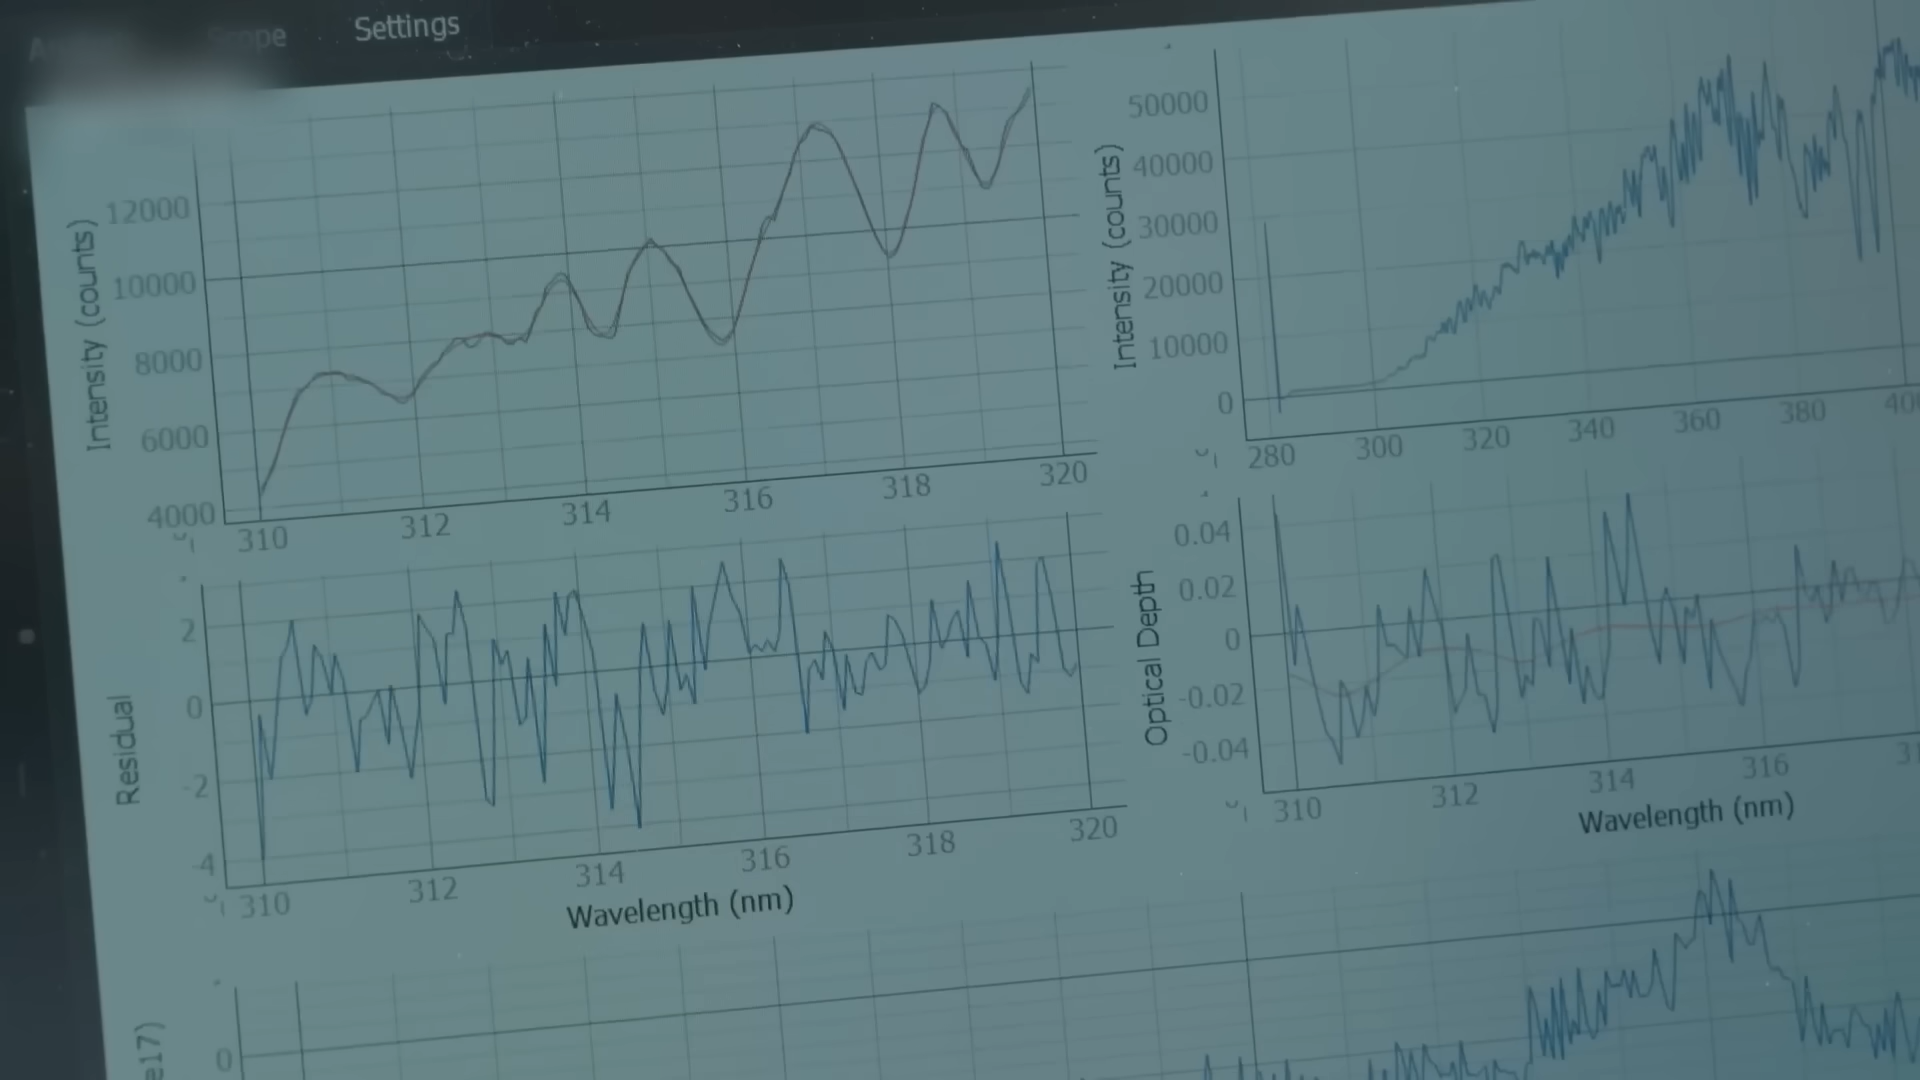 Scope Settings
Intensity (counts)
12000
10000
8000
6000
4000
310 312 314 316 318 320
Intensity (counts)
50000
40000
30000
20000
10000
0
280 300 320 340 360 380
Residual
2
0
-2
-4
310 312 314 316 318 320
Wavelength (nm)
Optical Depth
0.04
0.02
0
-0.02
-0.04
310 312 314 316
Wavelength (nm)
e17)
0